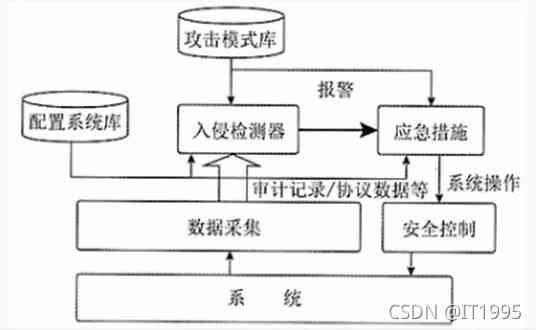 攻击模式库
报警
配置系统库
入侵检测器
应急措施
审计记录/协议数据等
系统操作
数据采集
安全控制
系 统
CSDN @IT1995